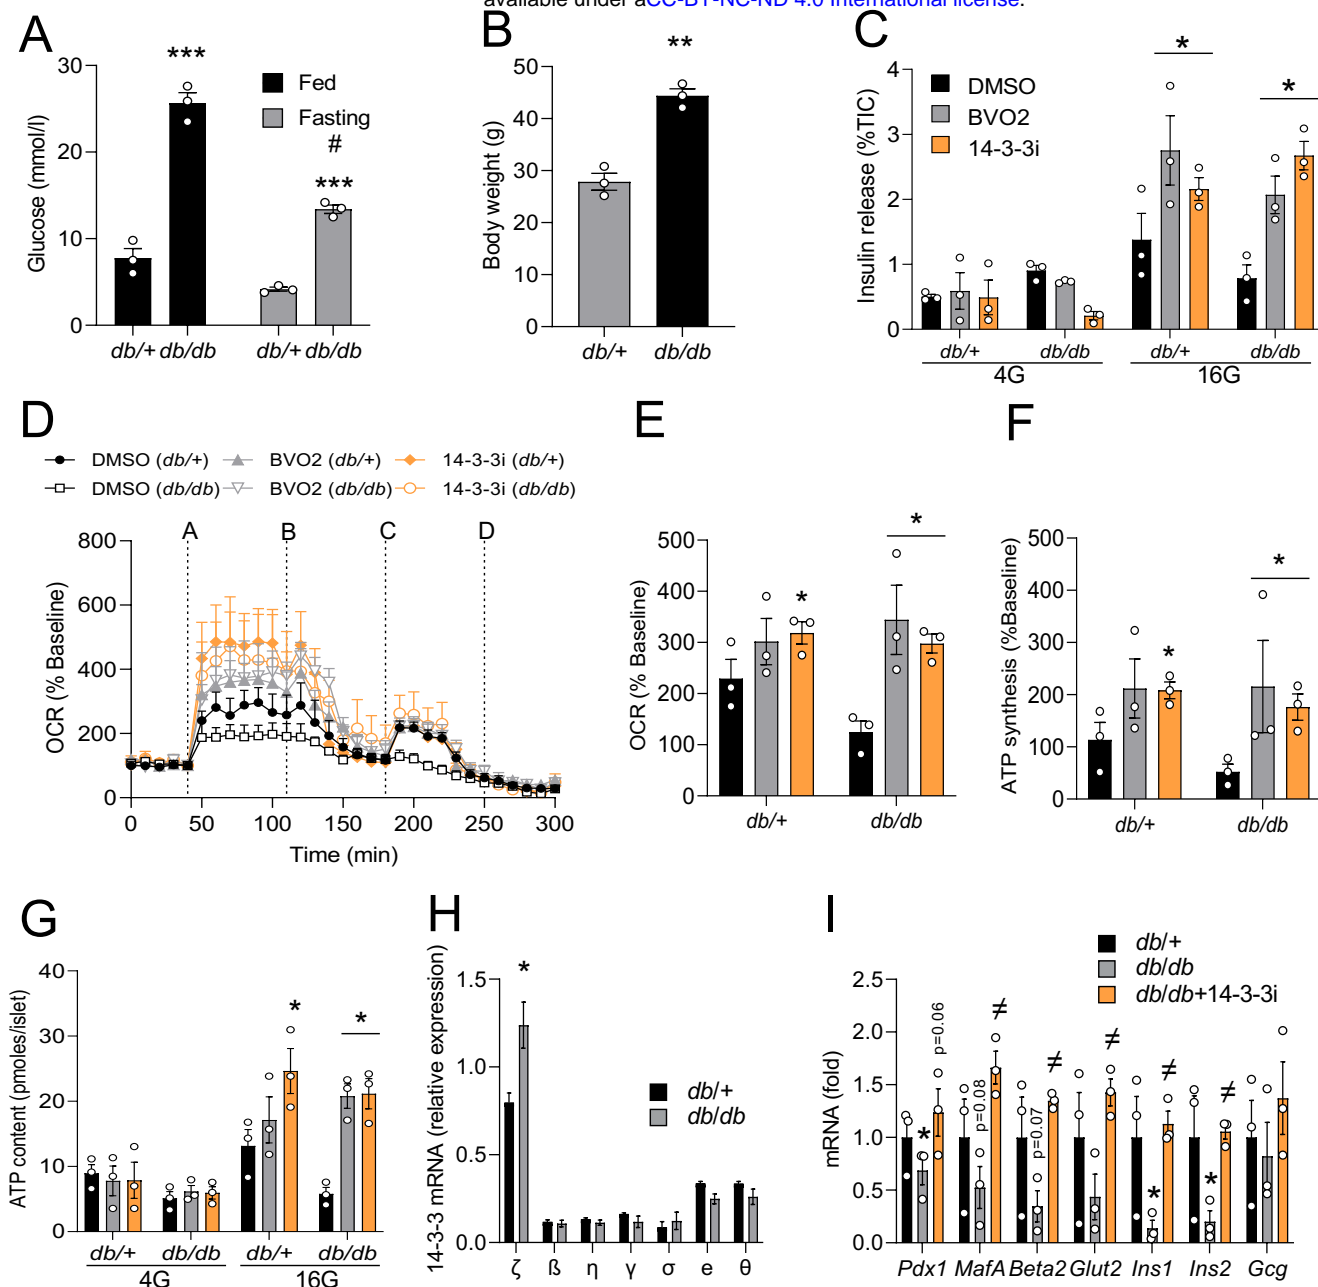 available under aCC-BY-NC-ND 4.0 International license.
A
Glucose (mmol/l)
30
20
10
0
***
***
#
Fed
Fasting
db/+ db/db db/+ db/db
B
Body weight (g)
50
40
30
20
10
0
**
db/+ db/db
C
Insulin release (%TIC)
4
3
2
1
0
DMSO
BVO2
14-3-3i
*
*
db/+ db/db db/+ db/db
4G 16G
D
DMSO (db/+) BVO2 (db/+) 14-3-3i (db/+)
DMSO (db/db) BVO2 (db/db) 14-3-3i (db/db)
A B C D
OCR (% Baseline)
800
600
400
200
0
0 50 100 150 200 250 300
Time (min)
E
OCR (% Baseline)
500
400
300
200
100
0
*
*
db/+ db/db
F
ATP synthesis (%Baseline)
500
400
300
200
100
0
*
*
db/+ db/db
G
ATP content (pmoles/islet)
40
30
20
10
0
*
*
db/+ db/db db/+ db/db
4G 16G
H
14-3-3 mRNA (relative expression)
1.5
1.0
0.5
0.0
*
db/+
db/db
ζ ß η γ σ e θ
I
db/+
db/db
db/db+14-3-3i
mRNA (fold)
2.5
2.0
1.5
1.0
0.5
0.0
*
p=0.06
p=0.08
≠
p=0.07
≠
≠
*
≠
*
≠
Pdx1 MafA Beta2 Glut2 Ins1 Ins2 Gcg